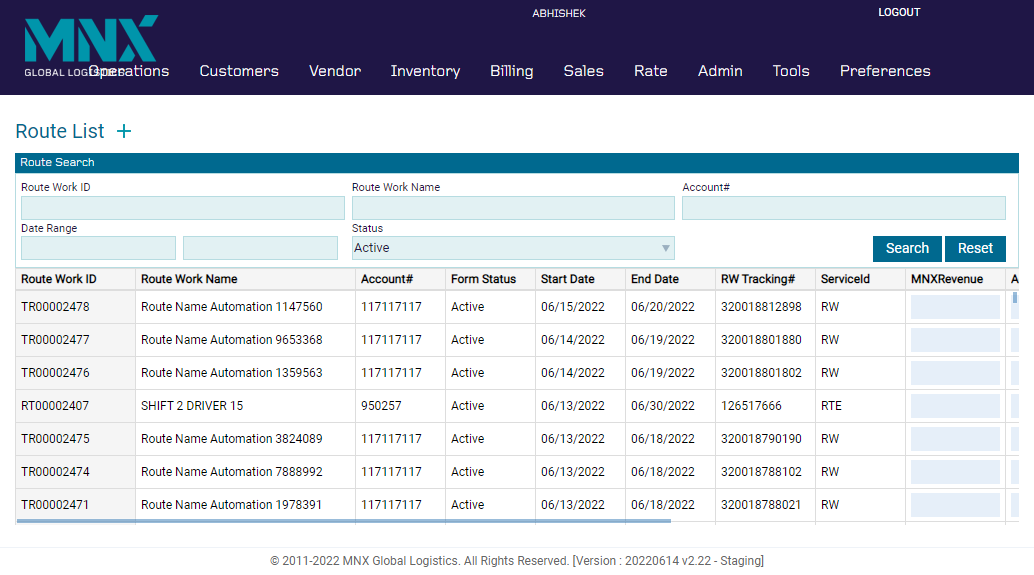 ABHISHEK LOGOUT
MNX
GLOBAL LOGISTICS
Operations Customers Vendor Inventory Billing Sales Rate Admin Tools Preferences
Route List +
Route Search
Route Work ID Route Work Name Account#
Date Range Status
Active Search Reset
Route Work ID Route Work Name Account# Form Status Start Date End Date RW Tracking# ServiceId MNXRevenue A
TR00002478 Route Name Automation 1147560 117117117 Active 06/15/2022 06/20/2022 320018812898 RW
TR00002477 Route Name Automation 9653368 117117117 Active 06/14/2022 06/19/2022 320018801880 RW
TR00002476 Route Name Automation 1359563 117117117 Active 06/14/2022 06/19/2022 320018801802 RW
RT00002407 SHIFT 2 DRIVER 15 950257 Active 06/13/2022 06/30/2022 126517666 RTE
TR00002475 Route Name Automation 3824089 117117117 Active 06/13/2022 06/18/2022 320018790190 RW
TR00002474 Route Name Automation 7888992 117117117 Active 06/13/2022 06/18/2022 320018788102 RW
TR00002471 Route Name Automation 1978391 117117117 Active 06/13/2022 06/18/2022 320018788021 RW
© 2011-2022 MNX Global Logistics. All Rights Reserved. [Version : 20220614 v2.22 - Staging]